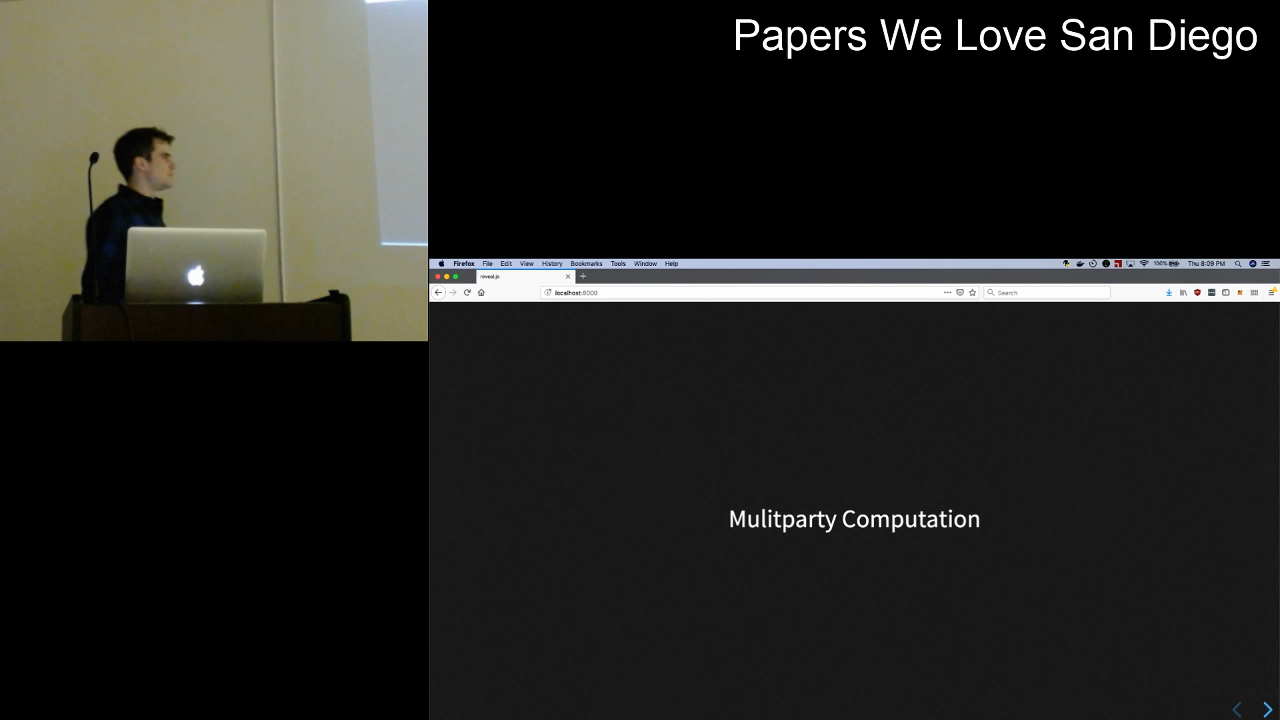 Papers We Love San Diego
Firefox File Edit View History Bookmarks Tools Window Help
100% Thu 8:09 PM
reveal.js
localhost:8000
Search
Mulitparty Computation